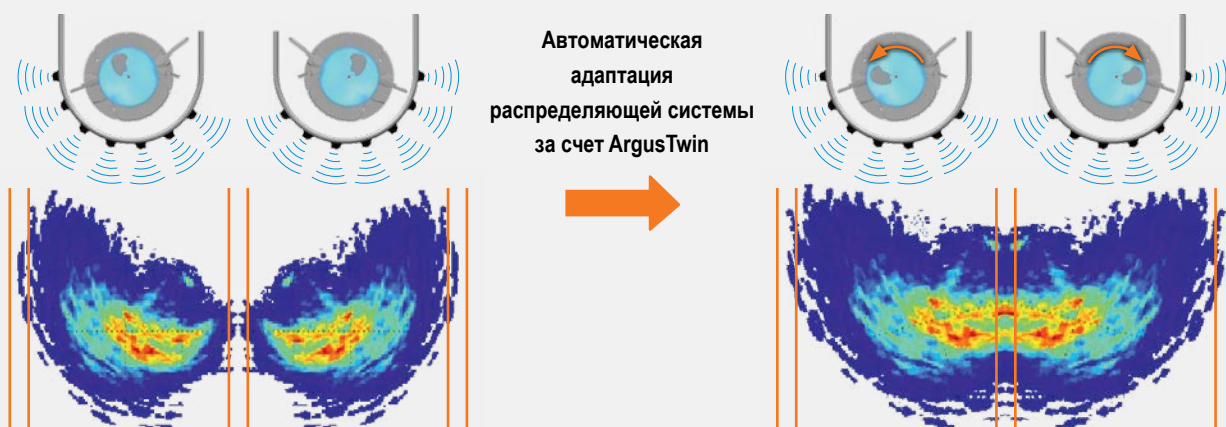 Автоматическая
адаптация
распределяющей системы
за счет ArgusTwin